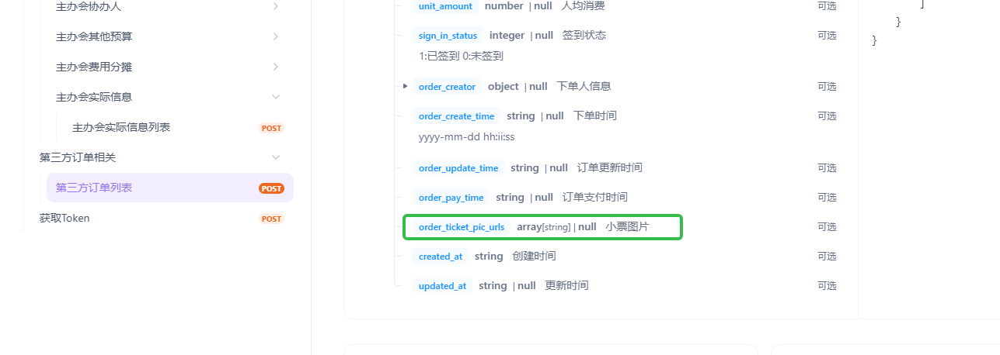 主办会协办人
主办会其他预算
主办会费用分摊
主办会实际信息
主办会实际信息列表 POST
第三方订单相关
第三方订单列表 POST
获取Token POST
unit_amount number | null 人均消费 可选
sign_in_status integer | null 签到状态 可选
1:已签到 0:未签到
order_creator object | null 下单人信息 可选
order_create_time string | null 下单时间 可选
yyyy-mm-dd hh:ii:ss
order_update_time string | null 订单更新时间 可选
order_pay_time string | null 订单支付时间 可选
order_ticket_pic_urls array[string] | null 小票图片 可选
created_at string 创建时间 可选
updated_at string | null 更新时间 可选
]
}
}